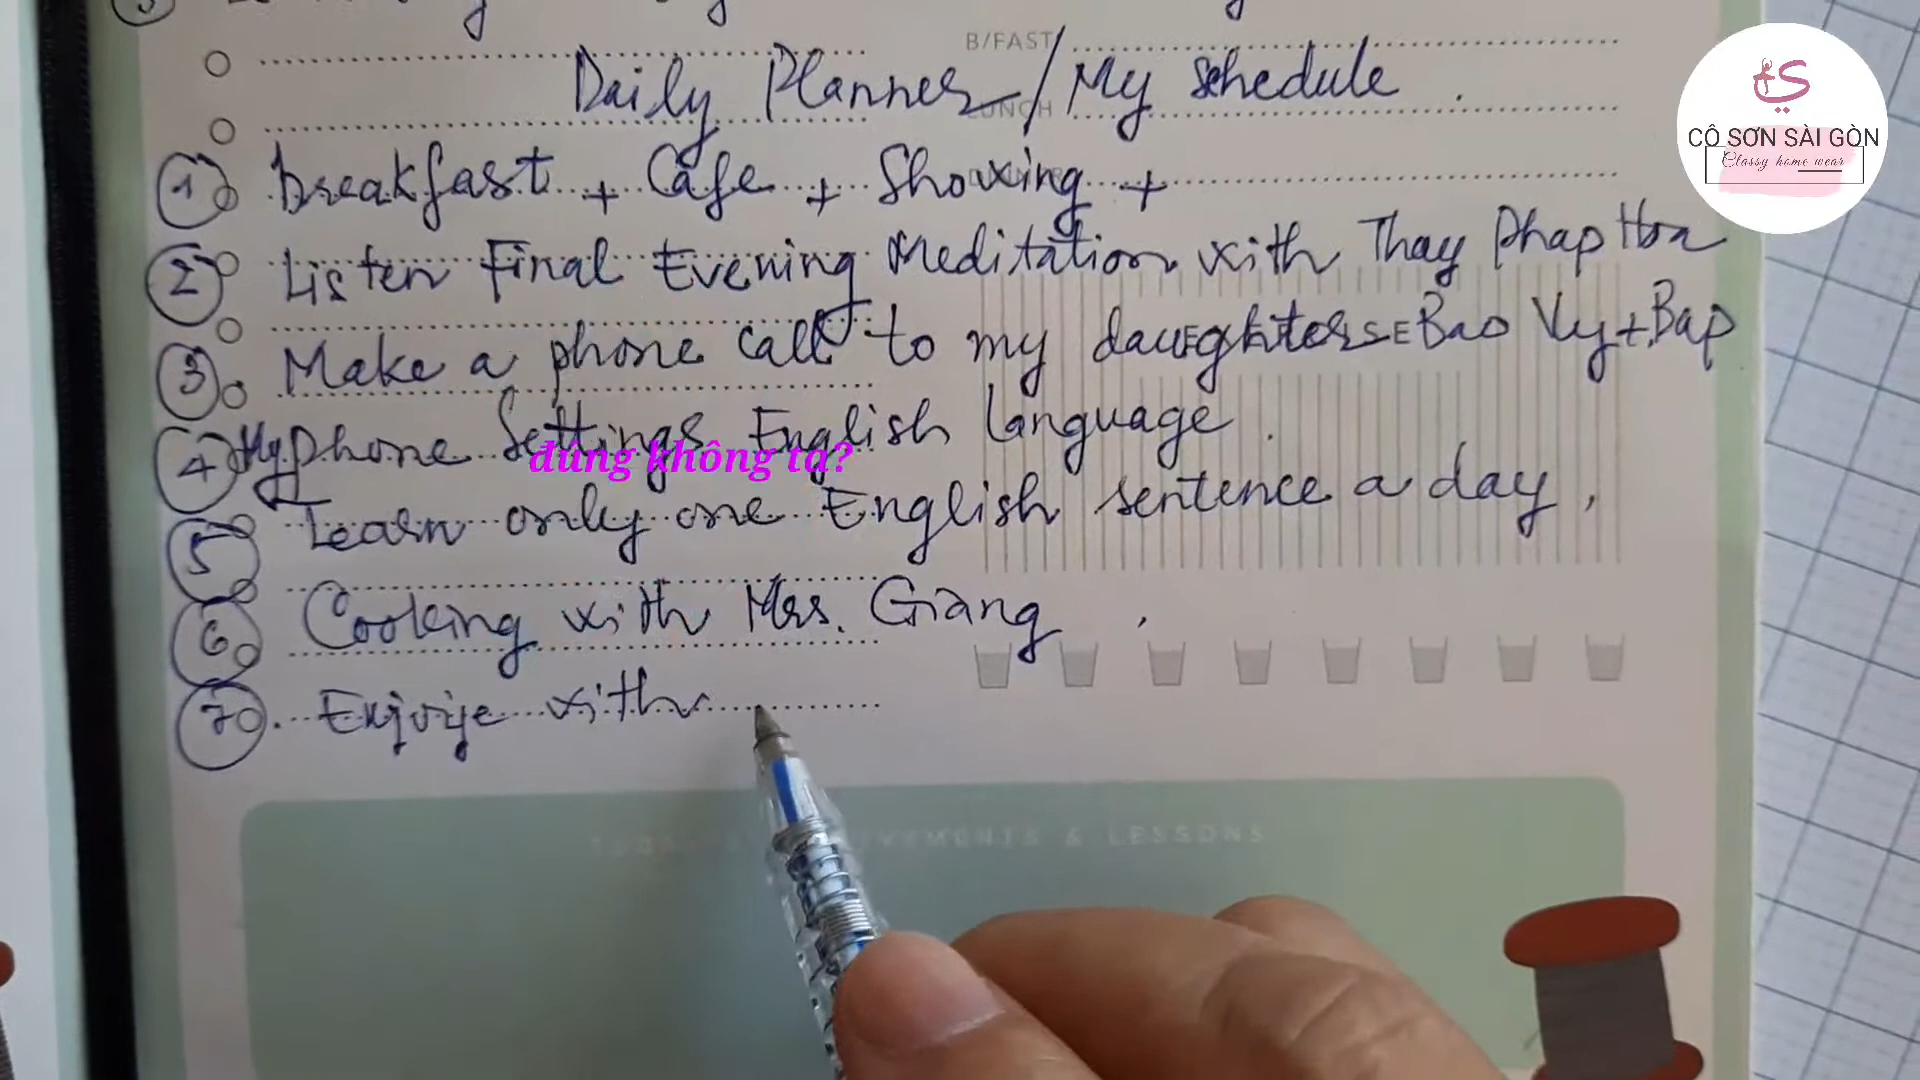 B/FAST
Daily Planner / My Schedule .
LUNCH
1 breakfast + Cafe + Showing +
2 Listen Final Evening Meditation with Thay Phap Hoa
3 Make a phone call to my daughters Bao Vy + Bap
4 My phone Settings English language .
đúng không ta?
5 Learn only one English sentence a day ,
6 Cooking with Mrs. Giang .
7 . Enjoye with
& LESSONS
CÔ SƠN SÀI GÒN
Classy home wear